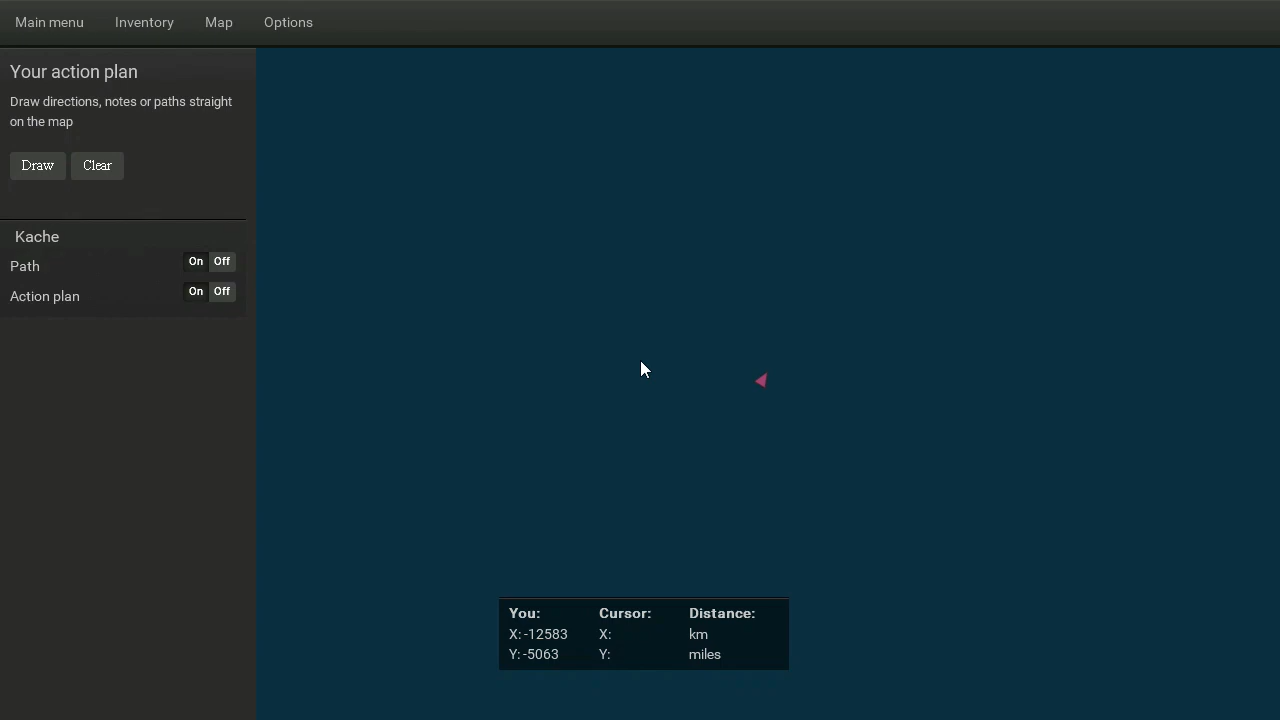 Main menu Inventory Map Options
Your action plan
Draw directions, notes or paths straight
on the map
Draw Clear
Kache
Path On Off
Action plan On Off
You: Cursor: Distance:
X: -12583 X: km
Y: -5063 Y: miles